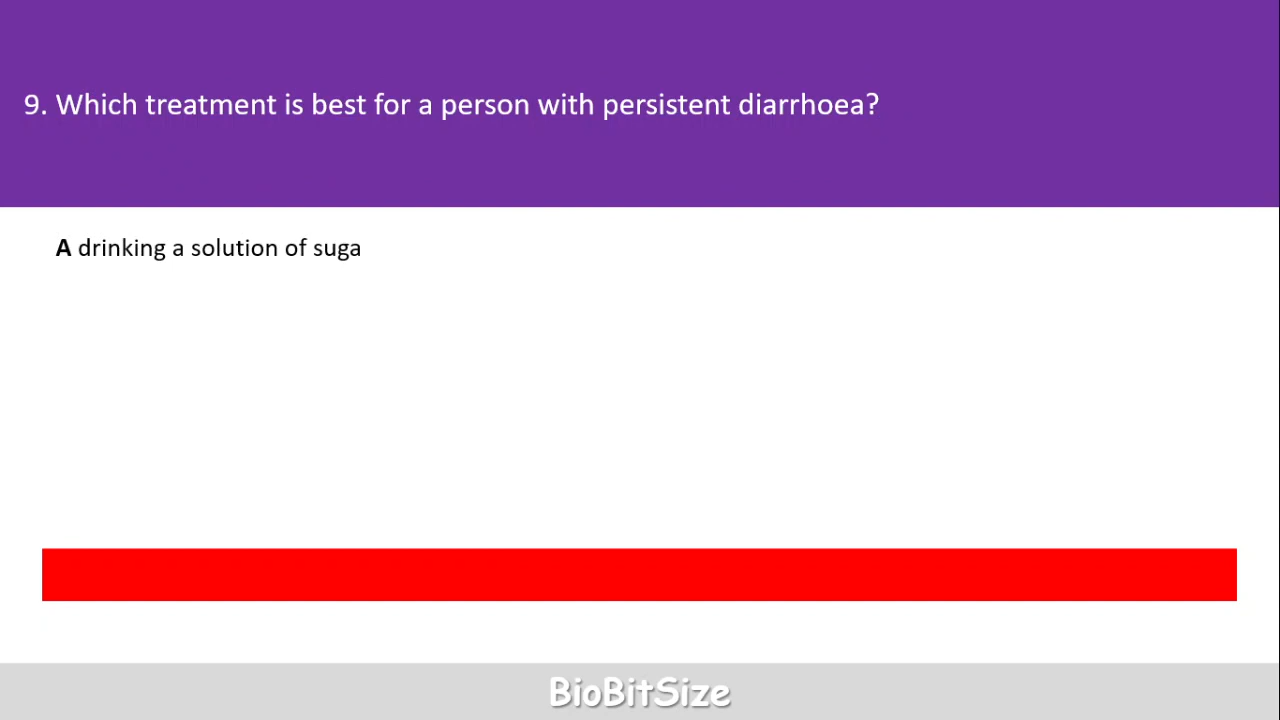 9. Which treatment is best for a person with persistent diarrhoea?
A drinking a solution of suga
BioBitSize